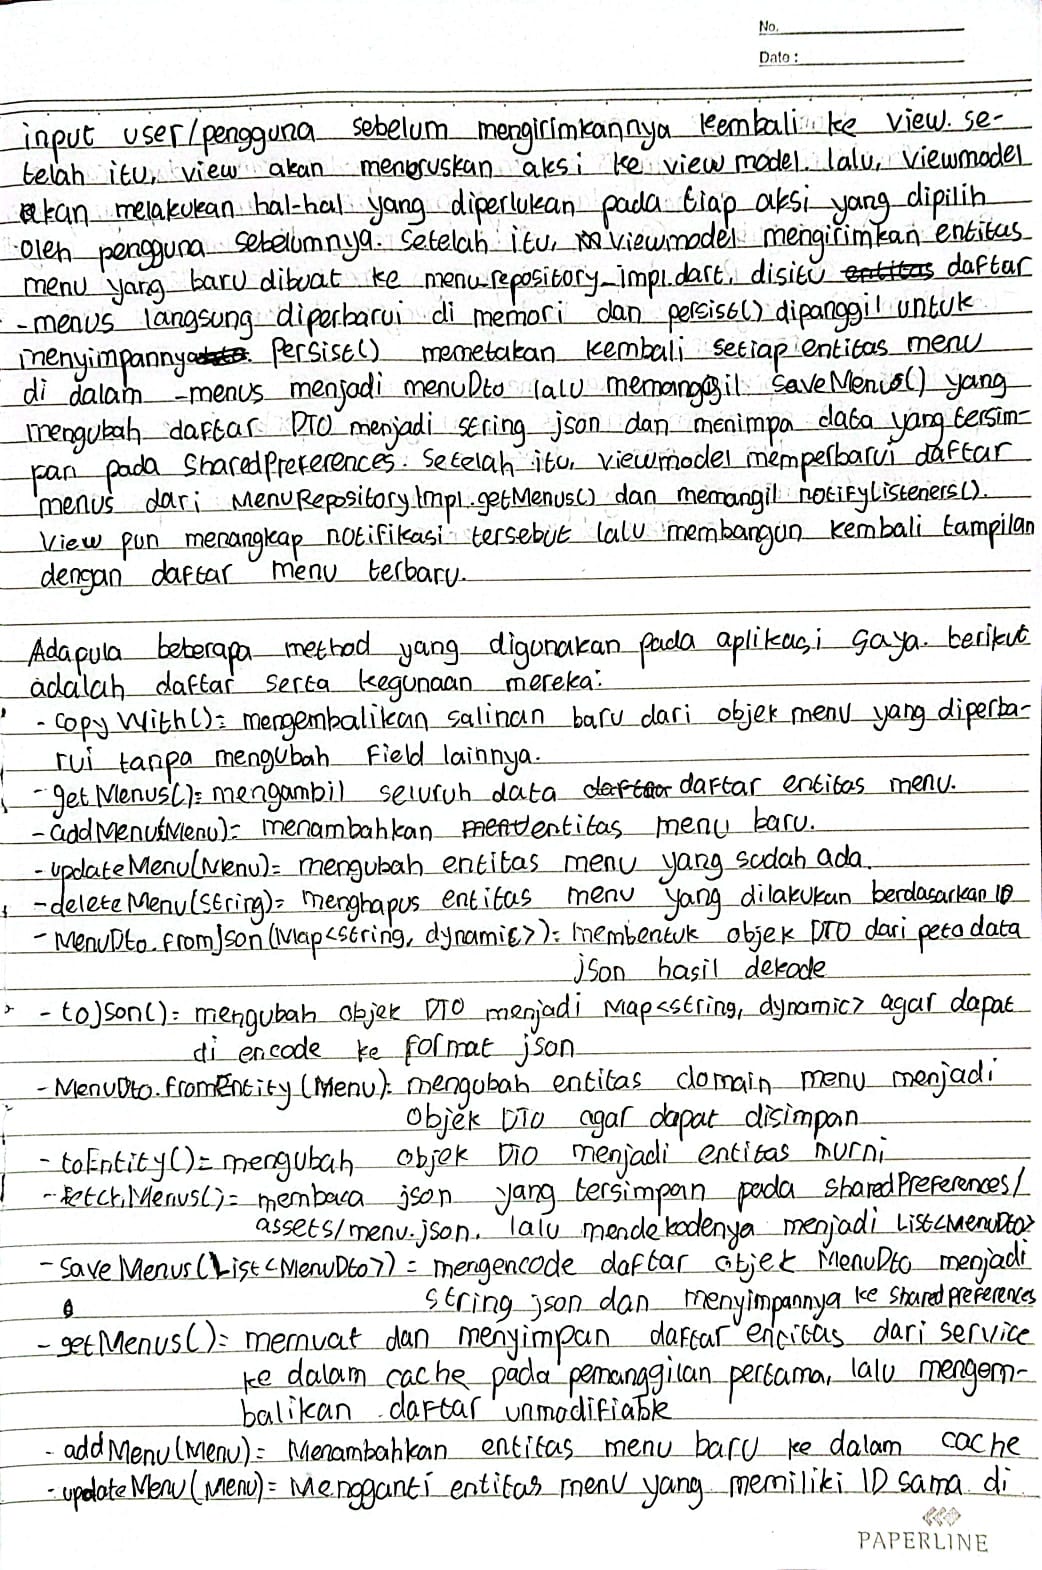 No.
Date :
input user/pengguna sebelum mengirimkannya kembali ke view. se-
telah itu, view akan meneruskan aksi ke view model. lalu, viewmodel
akan melakukan hal-hal yang diperlukan pada tiap aksi yang dipilih
oleh pengguna sebelumnya. Setelah itu, viewmodel mengirimkan entitas
menu yang baru dibuat ke menu_repository_impl.dart, disitu entitas daftar
-menus langsung diperbarui di memori dan persist() dipanggil untuk
menyimpannya. Persist() memetakan kembali setiap entitas menu
di dalam -menus menjadi menuDto lalu memanggil saveMenus() yang
mengubah daftar DTO menjadi string json dan menimpa data yang tersim-
pan pada SharedPreferences. Setelah itu, viewmodel memperbarui daftar
menus dari MenuRepositoryImpl.getMenus() dan memangil notifyListeners().
View pun menangkap notifikasi tersebut lalu membangun kembali tampilan
dengan daftar menu terbaru.
Adapula beberapa method yang digunakan pada aplikasi Gaya. berikut
adalah daftar serta kegunaan mereka:
- copyWith()= mengembalikan salinan baru dari objek menu yang diperba-
rui tanpa mengubah field lainnya.
- getMenus()= mengambil seluruh data daftar daftar entitas menu.
- addMenu(Menu)= menambahkan entitas menu baru.
- updateMenu(Menu)= mengubah entitas menu yang sudah ada.
- deleteMenu(String)= menghapus entitas menu yang dilakukan berdasarkan ID
- MenuDto.fromJson(Map<string, dynamic>)= membentuk objek DTO dari peta data
json hasil dekode
- toJson()= mengubah objek DTO menjadi Map<string, dynamic> agar dapat
di encode ke format json
- MenuDto.fromEntity(Menu)= mengubah entitas domain menu menjadi
objek DTO agar dapat disimpan
- toEntity()= mengubah objek DTO menjadi entitas murni
- fetchMenus()= membaca json yang tersimpan pada sharedPreferences/
assets/menu.json, lalu mendekodenya menjadi List<MenuDto>
- SaveMenus(List<MenuDto>) = mengencode daftar objek MenuDto menjadi
string json dan menyimpannya ke sharedpreferences
- getMenus()= memuat dan menyimpan daftar entitas dari service
ke dalam cache pada pemanggilan pertama, lalu mengem-
balikan daftar unmodifiable
- addMenu(Menu)= Menambahkan entitas menu baru ke dalam cache
- updateMenu(Menu)= Mengganti entitas menu yang memiliki ID sama di
PAPERLINE